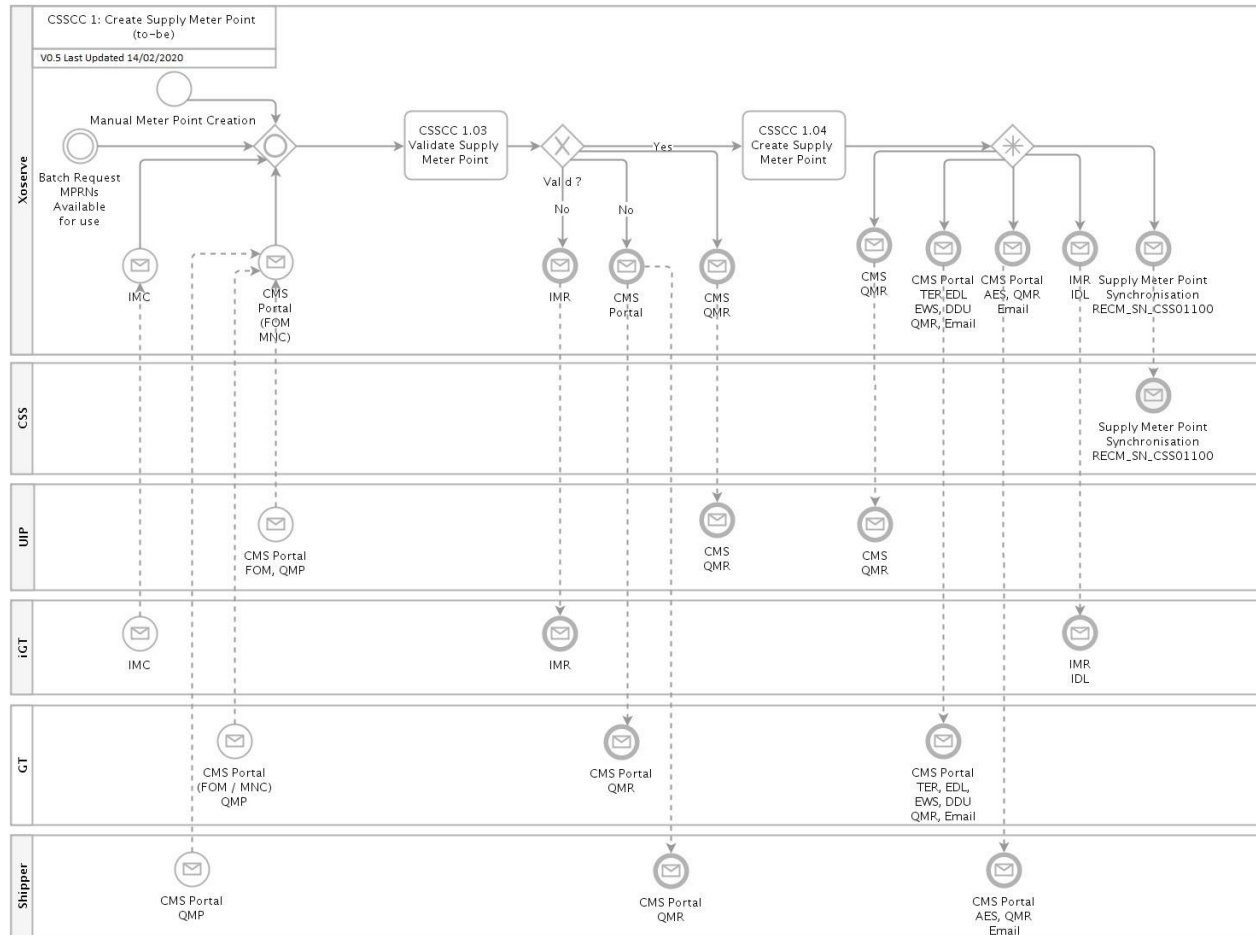 CSSCC 1: Create Supply Meter Point
(to-be)
V0.5 Last Updated 14/02/2020
Xoserve
Manual Meter Point Creation
Batch Request
MPRNs
Available
for use
IMC
CMS
Portal
(FOM
MNC)
CSSCC 1.03
Validate Supply
Meter Point
Valid ?
Yes
No
No
IMR
CMS
Portal
CMS
QMR
CSSCC 1.04
Create Supply
Meter Point
CMS
QMR
CMS Portal
TER,EDL
EWS, DDU
QMR, Email
CMS Portal
AES, QMR
Email
IMR
IDL
Supply Meter Point
Synchronisation
RECM_SN_CSS01100
CSS
Supply Meter Point
Synchronisation
RECM_SN_CSS01100
UIP
CMS Portal
FOM, QMP
CMS
QMR
CMS
QMR
iGT
IMC
IMR
IMR
IDL
GT
CMS Portal
(FOM / MNC)
QMP
CMS Portal
QMR
CMS Portal
TER, EDL,
EWS, DDU
QMR, Email
Shipper
CMS Portal
QMP
CMS Portal
QMR
CMS Portal
AES, QMR
Email